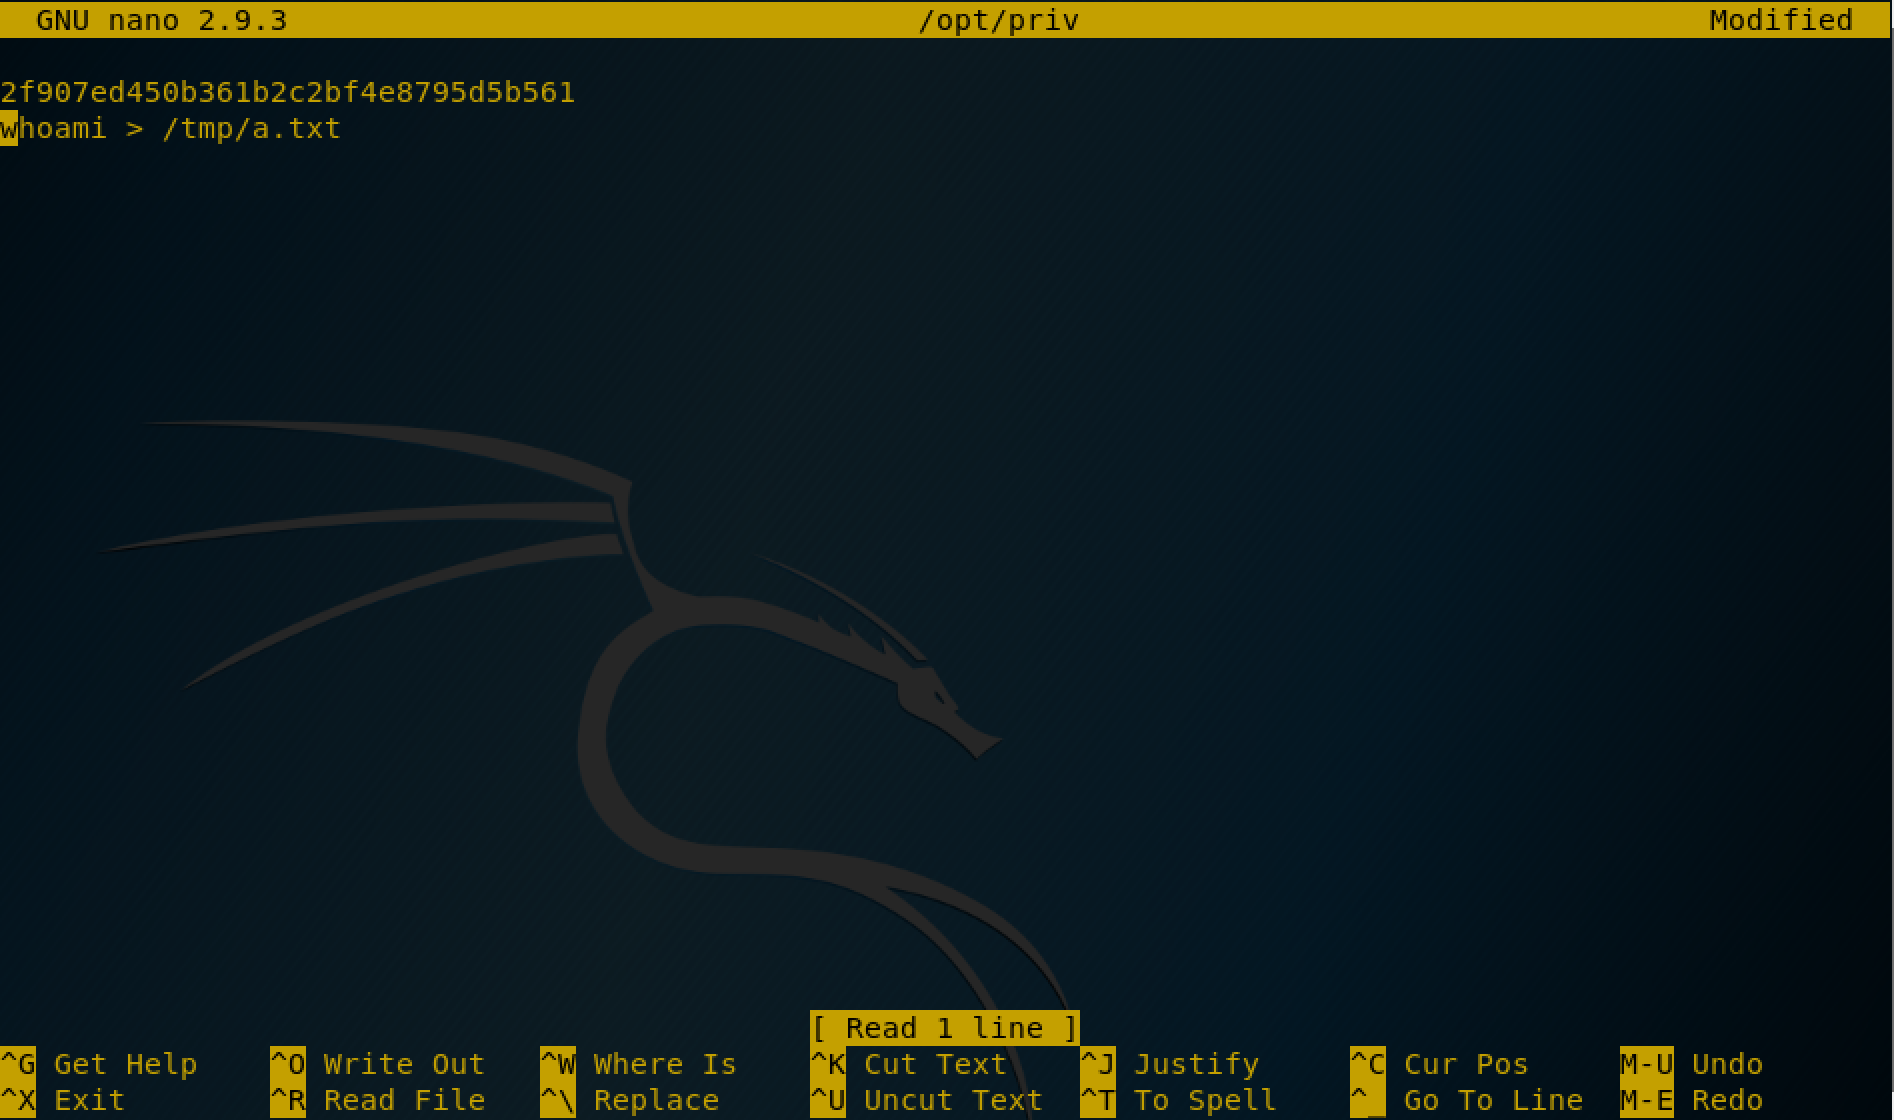 GNU nano 2.9.3 /opt/priv Modified
2f907ed450b361b2c2bf4e8795d5b561
whoami > /tmp/a.txt
[ Read 1 line ]
^G Get Help ^O Write Out ^W Where Is ^K Cut Text ^J Justify ^C Cur Pos M-U Undo
^X Exit ^R Read File ^\ Replace ^U Uncut Text ^T To Spell ^_ Go To Line M-E Redo